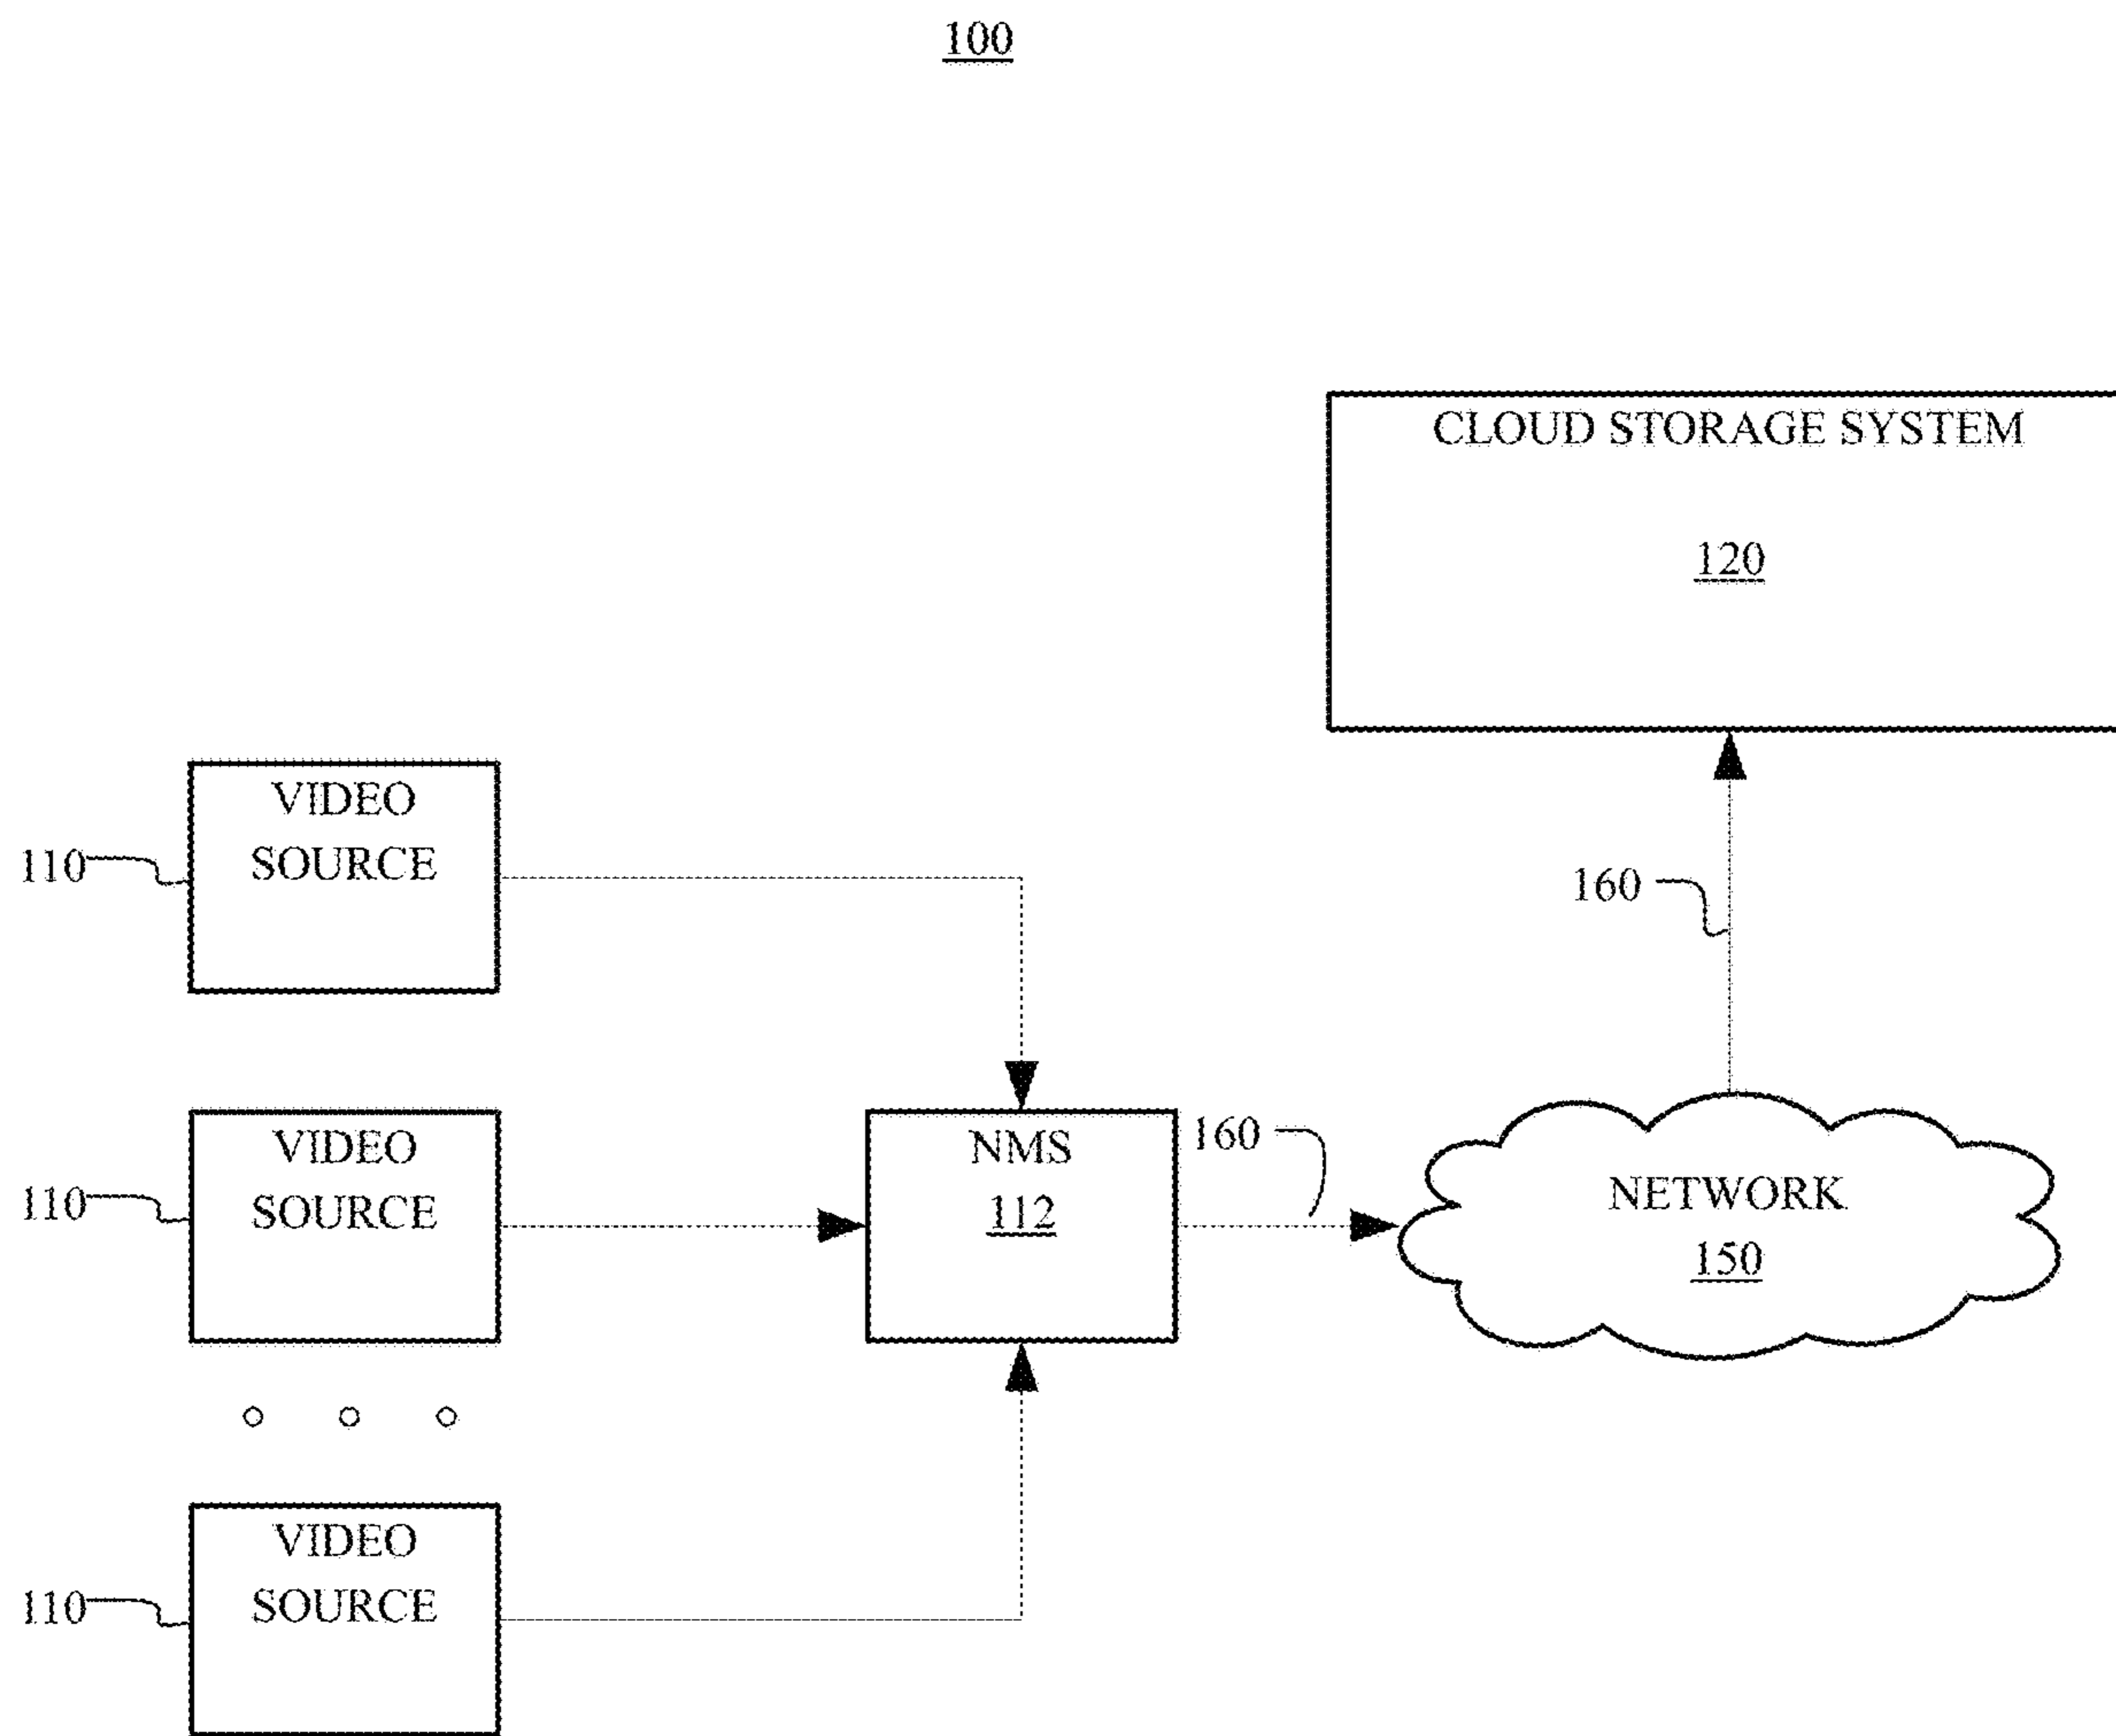 100
CLOUD STORAGE SYSTEM
120
VIDEO
SOURCE
110
160
VIDEO
SOURCE
110
NMS
112
160
NETWORK
150
VIDEO
SOURCE
110